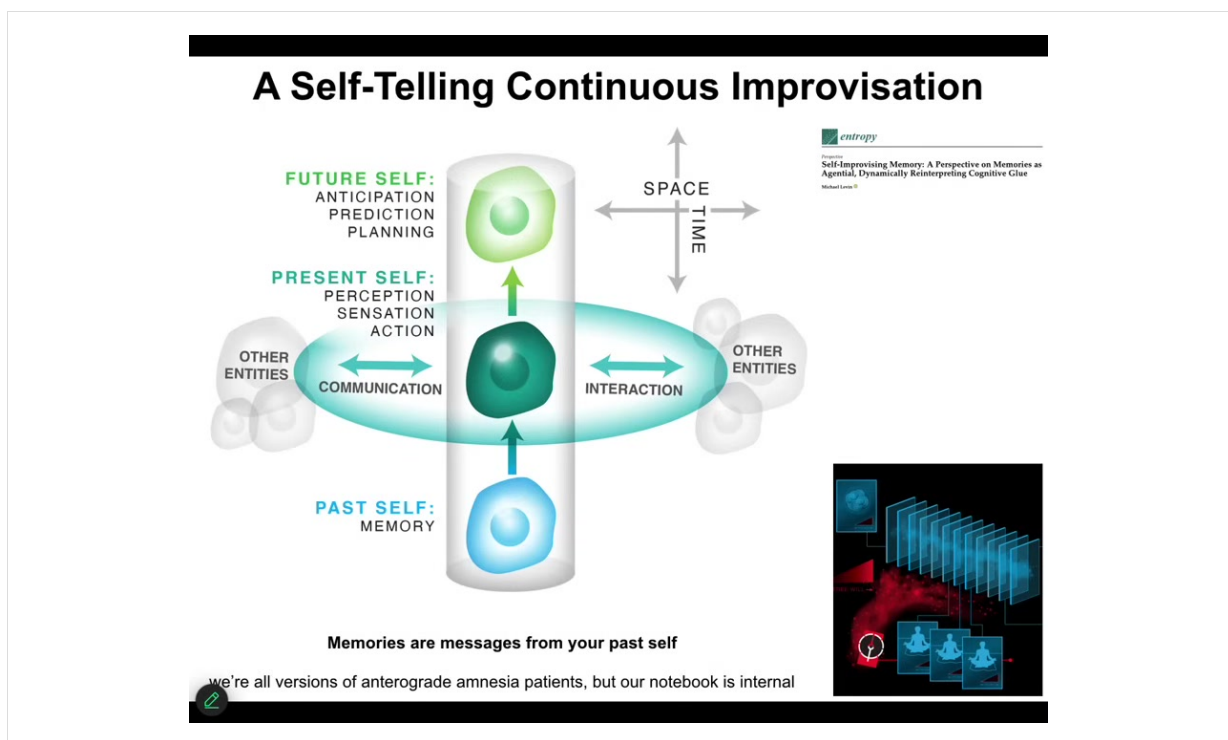 A Self-Telling Continuous Improvisation
entropy
Perspective
Self-Improvising Memory: A Perspective on Memories as
Agential, Dynamically Reinterpreting Cognitive Glue
Michael Levin
FUTURE SELF:
ANTICIPATION
PREDICTION
PLANNING
SPACE
TIME
PRESENT SELF:
PERCEPTION
SENSATION
ACTION
OTHER
ENTITIES
COMMUNICATION
INTERACTION
OTHER
ENTITIES
PAST SELF:
MEMORY
Memories are messages from your past self
we're all versions of anterograde amnesia patients, but our notebook is internal